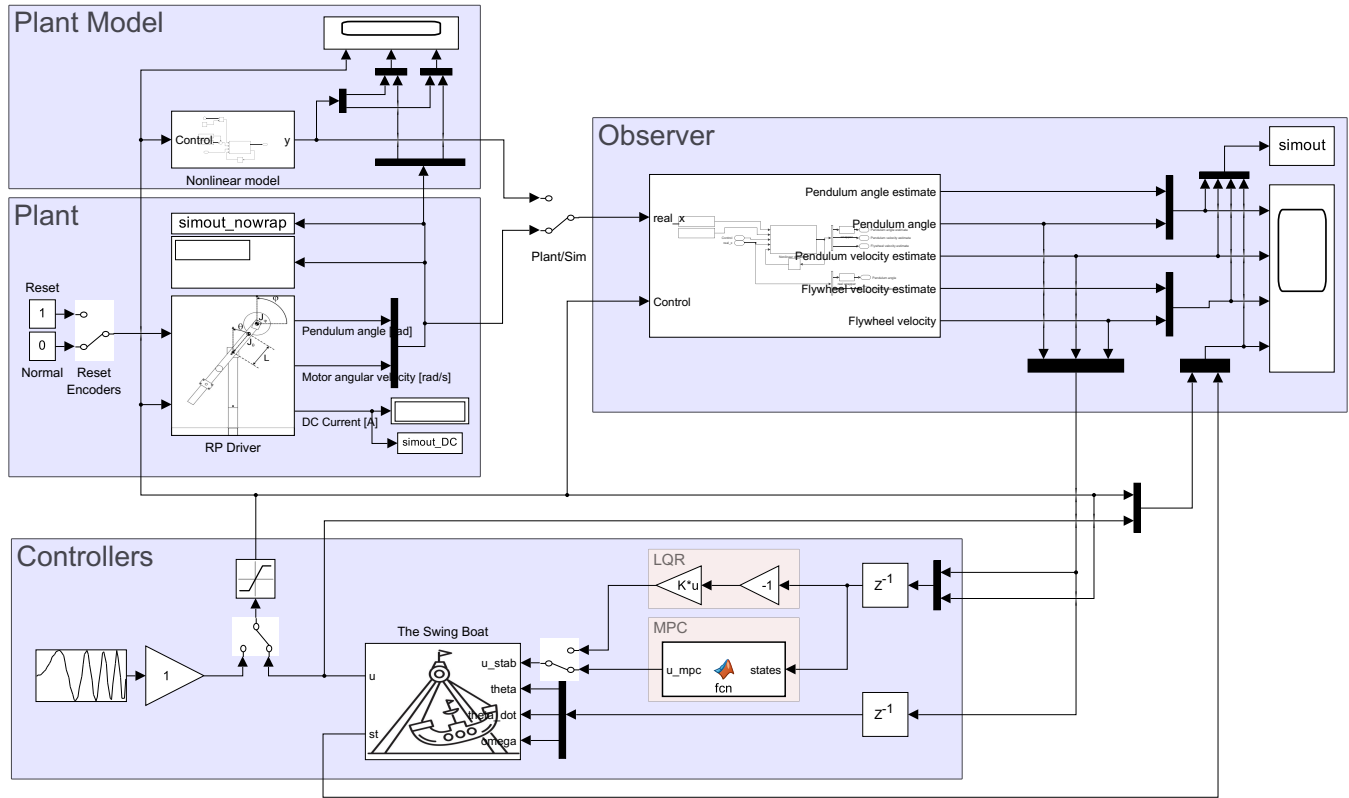 Plant Model
Control
y
Nonlinear model
Plant
simout_nowrap
Reset
1
0
Normal
Reset
Encoders
Pendulum angle [rad]
Motor angular velocity [rad/s]
DC Current [A]
simout_DC
RP Driver
L
Plant/Sim
Observer
real_x
Control
Pendulum angle estimate
Pendulum angle
Pendulum velocity estimate
Flywheel velocity estimate
Flywheel velocity
simout
Controllers
1
The Swing Boat
u
st
u_stab
theta
theta_dot
omega
LQR
K*u
-1
MPC
u_mpc
fcn
states
z-1
z-1